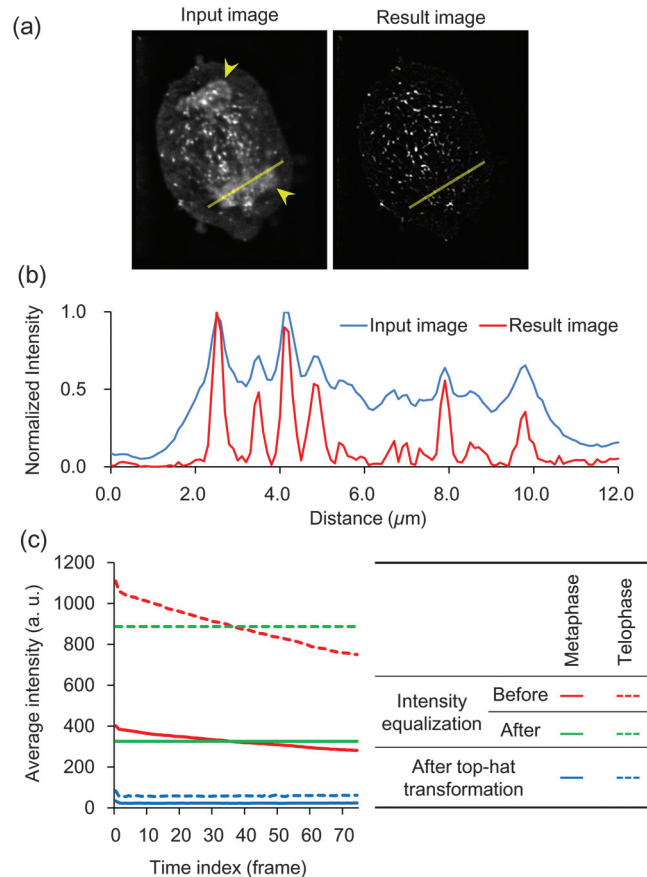 (a)
Input image
Result image
(b)
Normalized Intensity
1.0
0.5
0.0
Input image
Result image
0.0
2.0
4.0
6.0
8.0
10.0
12.0
Distance (µm)
(c)
Average intensity (a. u.)
1200
1000
800
600
400
200
0
0
10
20
30
40
50
60
70
Time index (frame)
Metaphase
Telophase
Intensity
equalization
Before
After
After top-hat
transformation